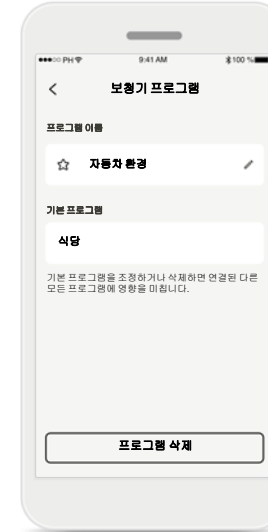 PH 9:41 AM 100 %
보청기 프로그램
프로그램 이름
자동차 환경
기본 프로그램
식당
기본 프로그램을 조정하거나 삭제하면 연결된 다른
모든 프로그램에 영향을 미칩니다.
프로그램 삭제